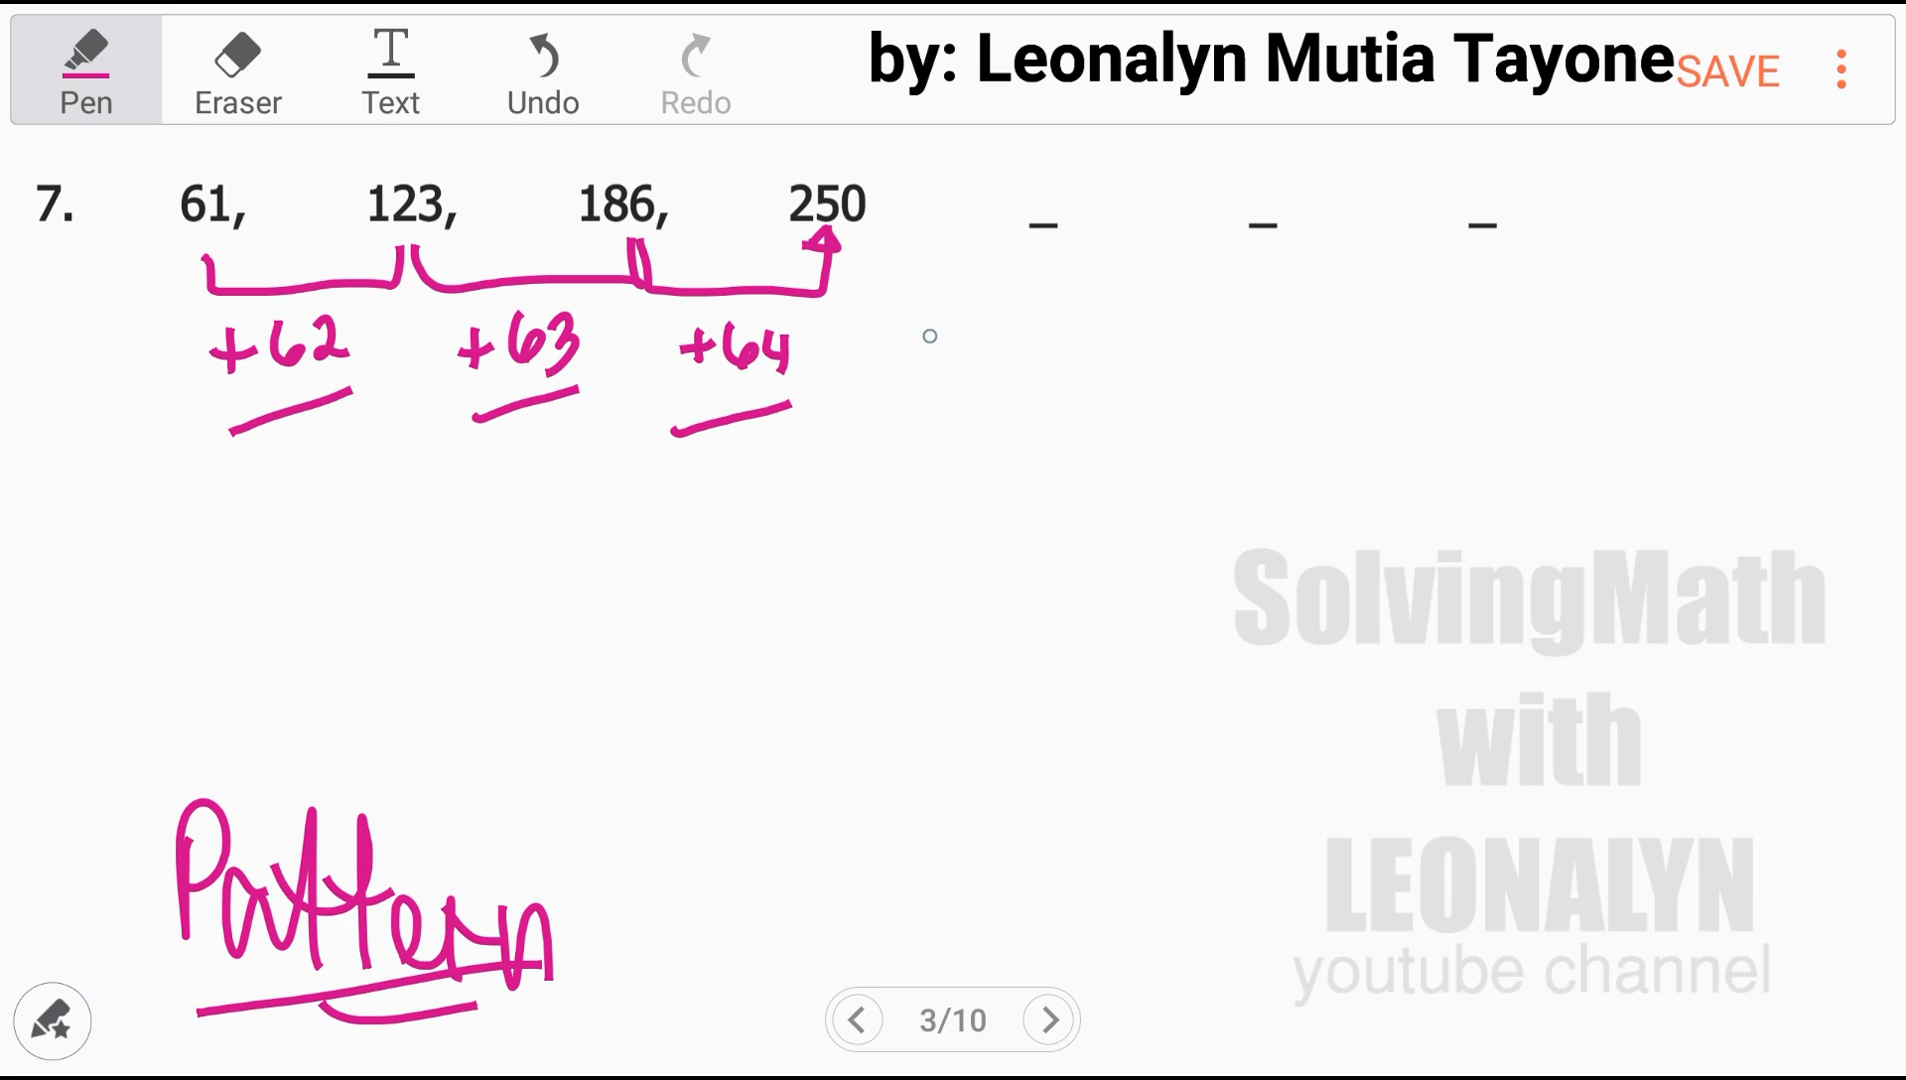 by: Leonalyn Mutia Tayone
Pen Eraser Text Undo Redo SAVE
7. 61, 123, 186, 250 _ _ _
+62 +63 +64
SolvingMath
with
LEONALYN
youtube channel
Pattern
3/10